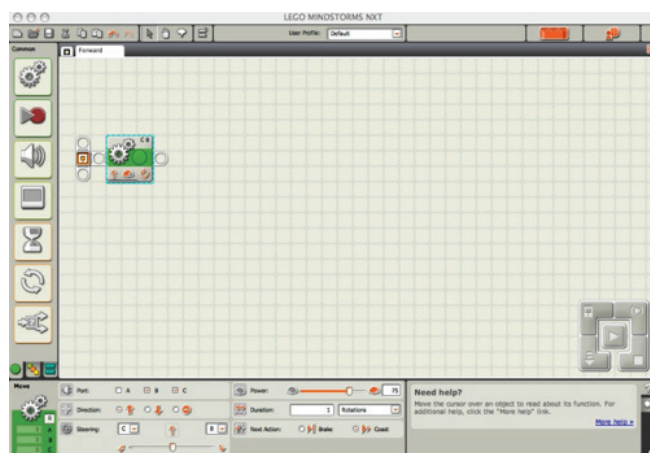 LEGO MINDSTORMS NXT
User Profile: Default
Common
Forward
C B
Move
Port: A B C
Power: 75
Direction:
Duration: 1 Rotations
Steering: C B
Next Action: Brake Coast
A
B
C
Need help?
Move the cursor over an object to read about its function. For
additional help, click the "More help" link.
More help »